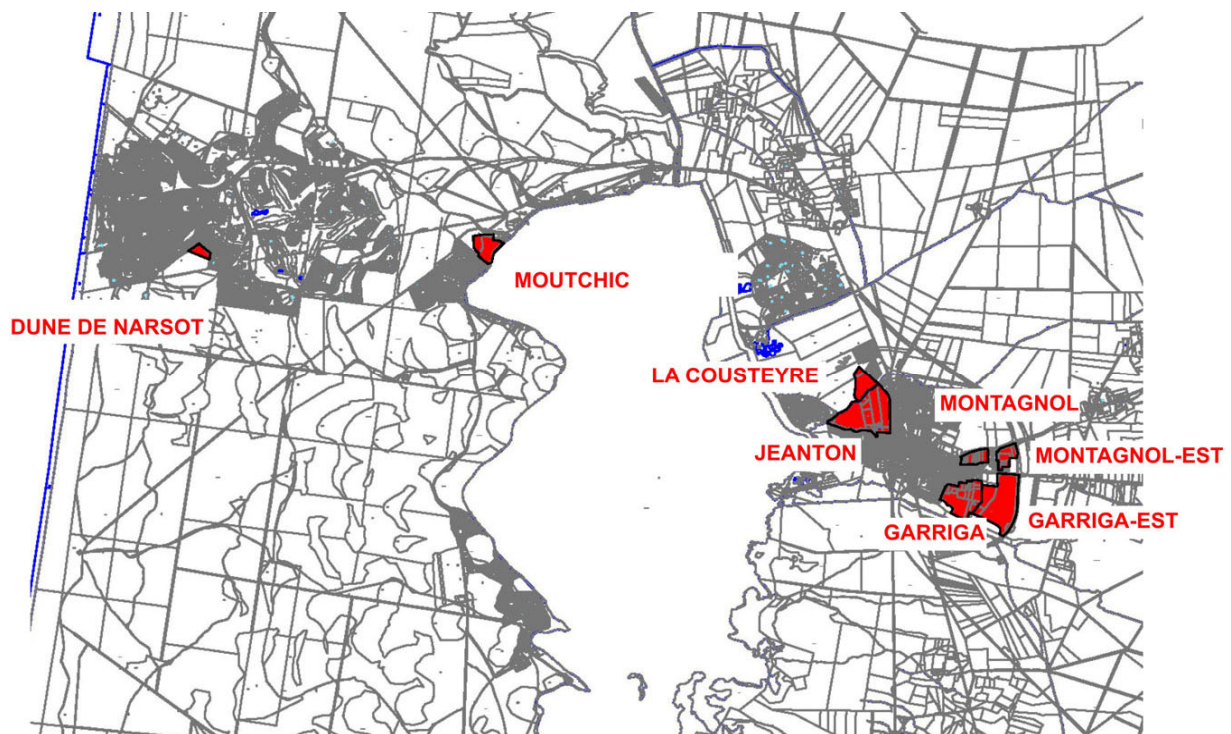 MOUTCHIC
DUNE DE NARSOT
LA COUSTEYRE
MONTAGNOL
JEANTON
MONTAGNOL-EST
GARRIGA-EST
GARRIGA